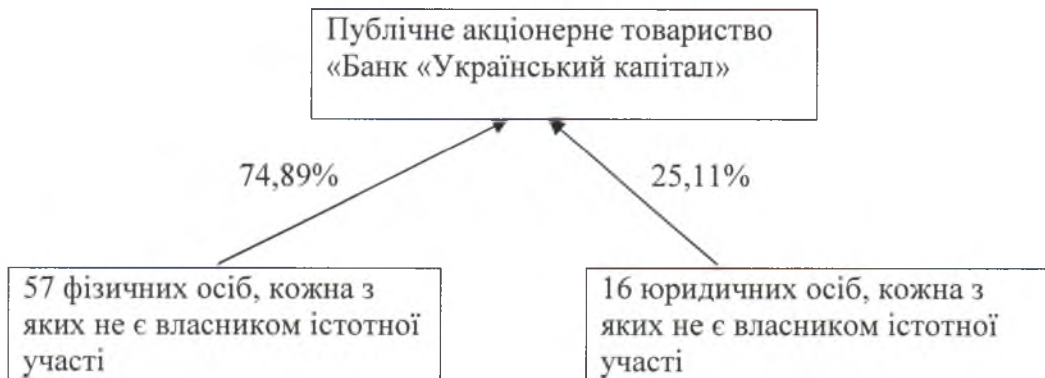 Публічне акціонерне товариство
«Банк «Український капітал»
74,89%
25,11%
57 фізичних осіб, кожна з
яких не є власником істотної
участі
16 юридичних осіб, кожна з
яких не є власником істотної
участі